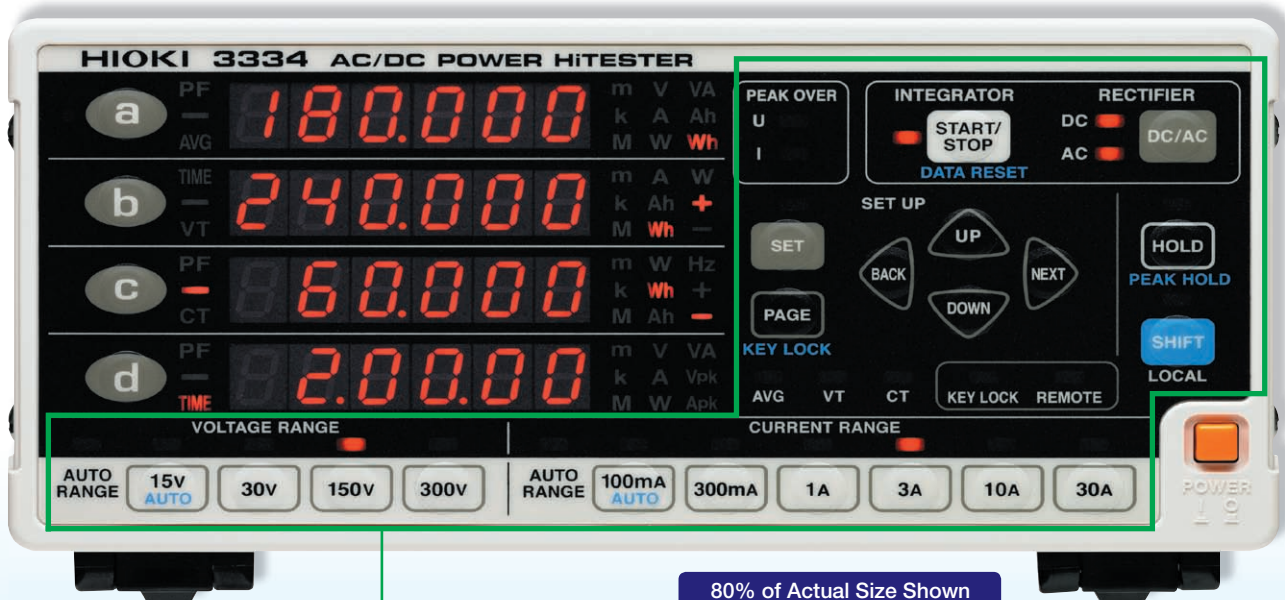 HIOKI 3334 AC/DC POWER HiTESTER
a PF AVG 180.000 m V VA
k A Ah
M W Wh
b TIME VT 240.000 m A W
k Ah +
M Wh −
c PF − CT 60.000 m W Hz
k Wh +
M Ah −
d PF − TIME 2.00.00 m V VA
k A Vpk
M W Apk
PEAK OVER
U
I
INTEGRATOR
START/
STOP
DATA RESET
RECTIFIER
DC
AC
DC/AC
SET UP
SET
UP
BACK
NEXT
DOWN
PAGE
KEY LOCK
HOLD
PEAK HOLD
SHIFT
LOCAL
AVG VT CT KEY LOCK REMOTE
VOLTAGE RANGE
CURRENT RANGE
AUTO
RANGE
15V
AUTO
30V 150V 300V
AUTO
RANGE
100mA
AUTO
300mA 1A 3A 10A 30A
POWER
80% of Actual Size Shown